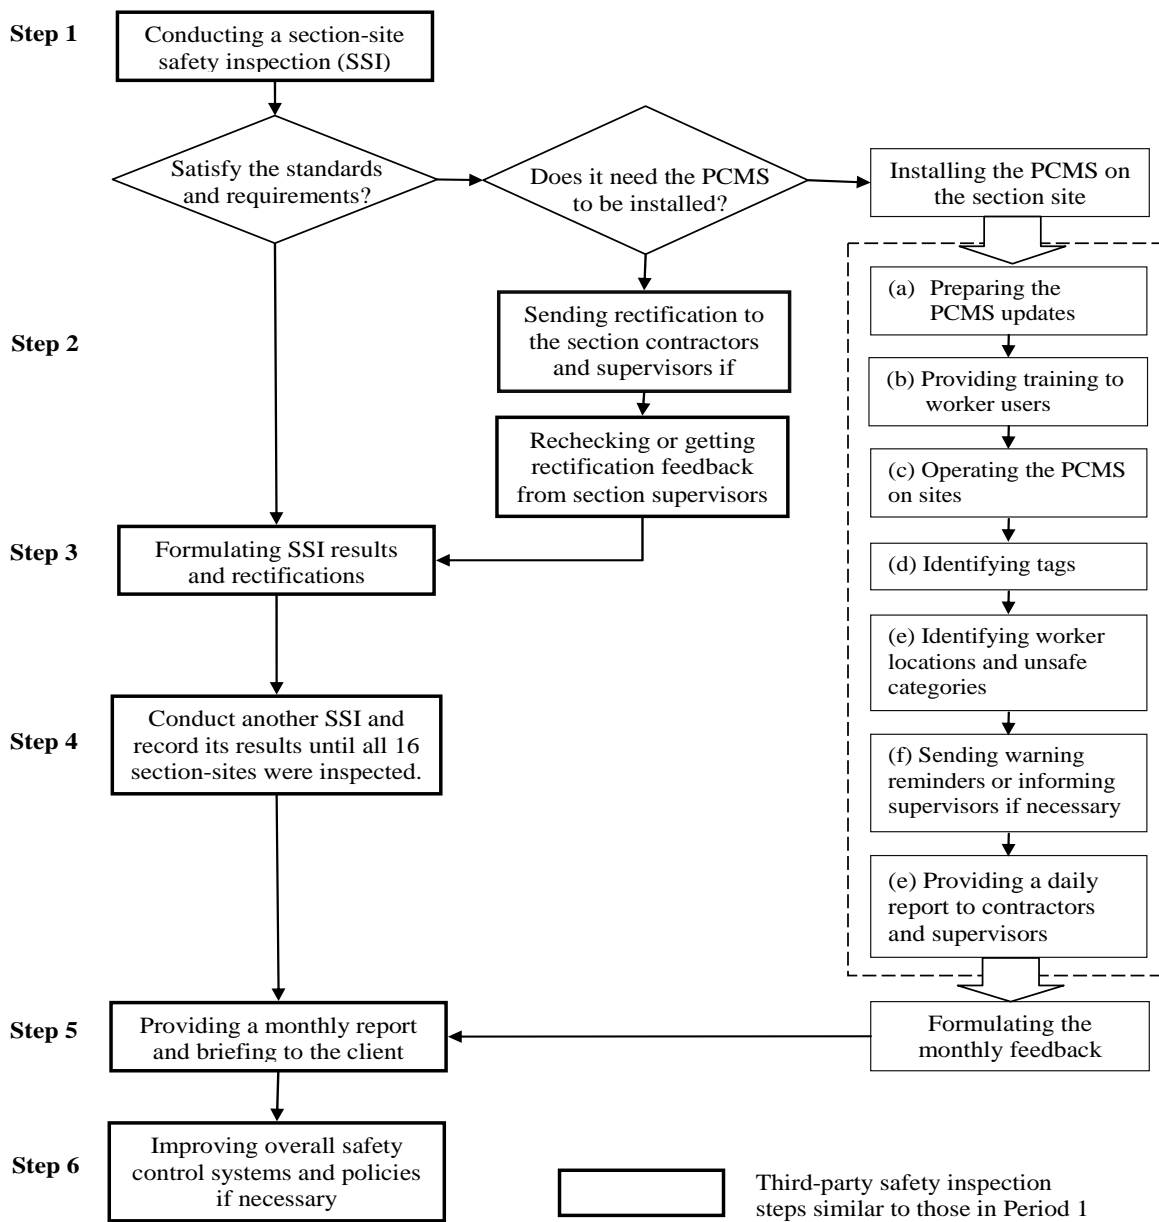 Step 1
Conducting a section-site
safety inspection (SSI)
Satisfy the standards
and requirements?
Does it need the PCMS
to be installed?
Installing the PCMS on
the section site
(a) Preparing the
PCMS updates
Step 2
Sending rectification to
the section contractors
and supervisors if
(b) Providing training to
worker users
Rechecking or getting
rectification feedback
from section supervisors
(c) Operating the PCMS
on sites
Step 3
Formulating SSI results
and rectifications
(d) Identifying tags
(e) Identifying worker
locations and unsafe
categories
Step 4
Conduct another SSI and
record its results until all 16
section-sites were inspected.
(f) Sending warning
reminders or informing
supervisors if necessary
(e) Providing a daily
report to contractors
and supervisors
Step 5
Providing a monthly report
and briefing to the client
Formulating the
monthly feedback
Step 6
Improving overall safety
control systems and policies
if necessary
Third-party safety inspection
steps similar to those in Period 1